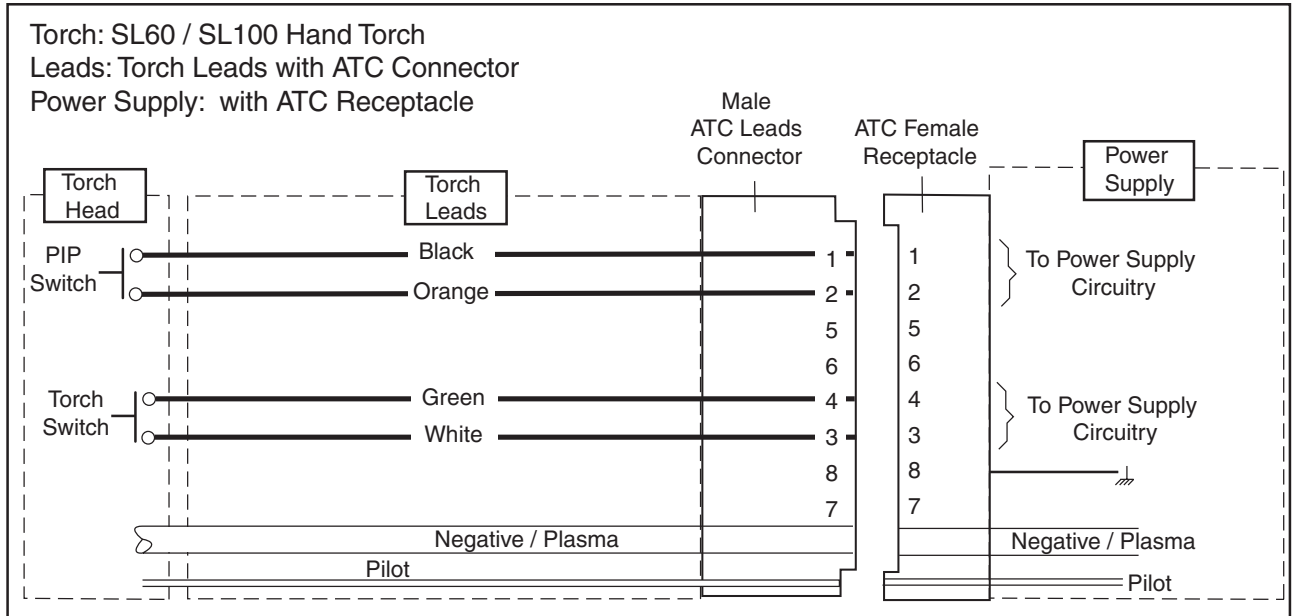 Torch: SL60 / SL100 Hand Torch
Leads: Torch Leads with ATC Connector
Power Supply: with ATC Receptacle
Male
ATC Leads
Connector
ATC Female
Receptacle
Power
Supply
Torch
Head
Torch
Leads
PIP
Switch
Black
Orange
1
2
5
6
1
2
5
6
To Power Supply
Circuitry
Torch
Switch
Green
White
4
3
8
7
4
3
8
7
To Power Supply
Circuitry
Negative / Plasma
Negative / Plasma
Pilot
Pilot